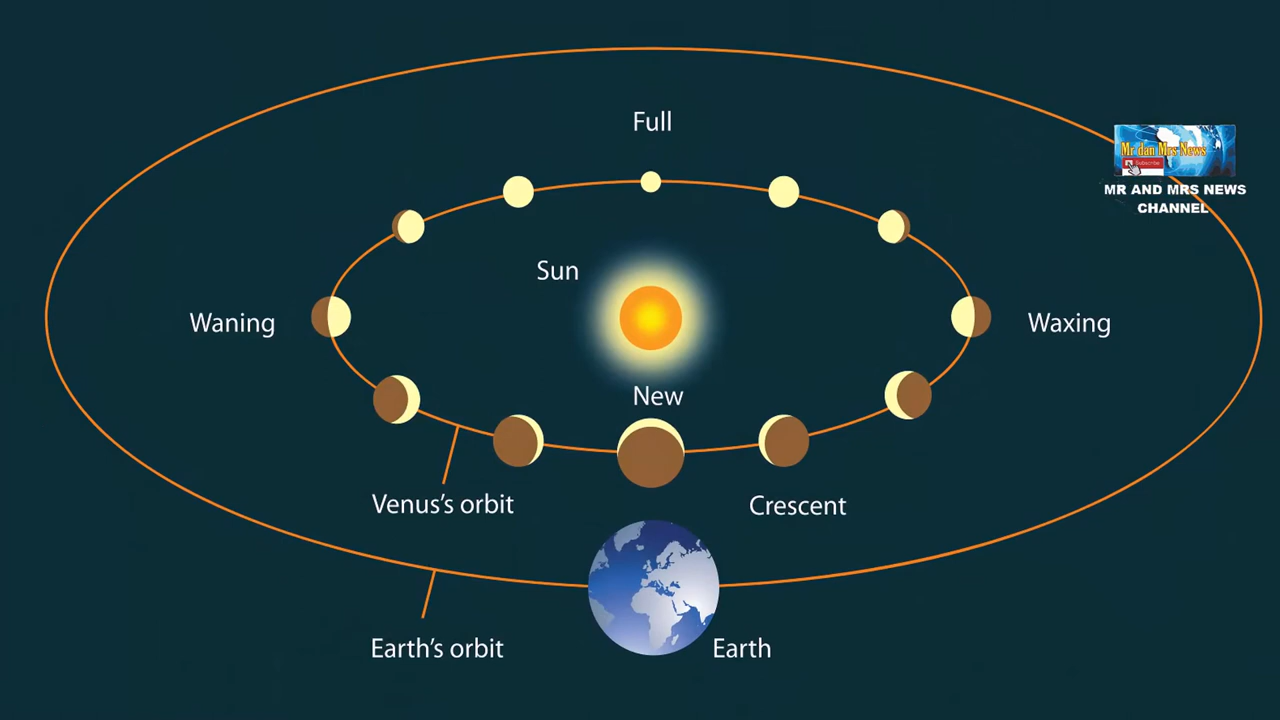 Full
Mr dan Mrs News
Subscribe
MR AND MRS NEWS
CHANNEL
Sun
Waning
Waxing
New
Venus’s orbit
Crescent
Earth’s orbit
Earth